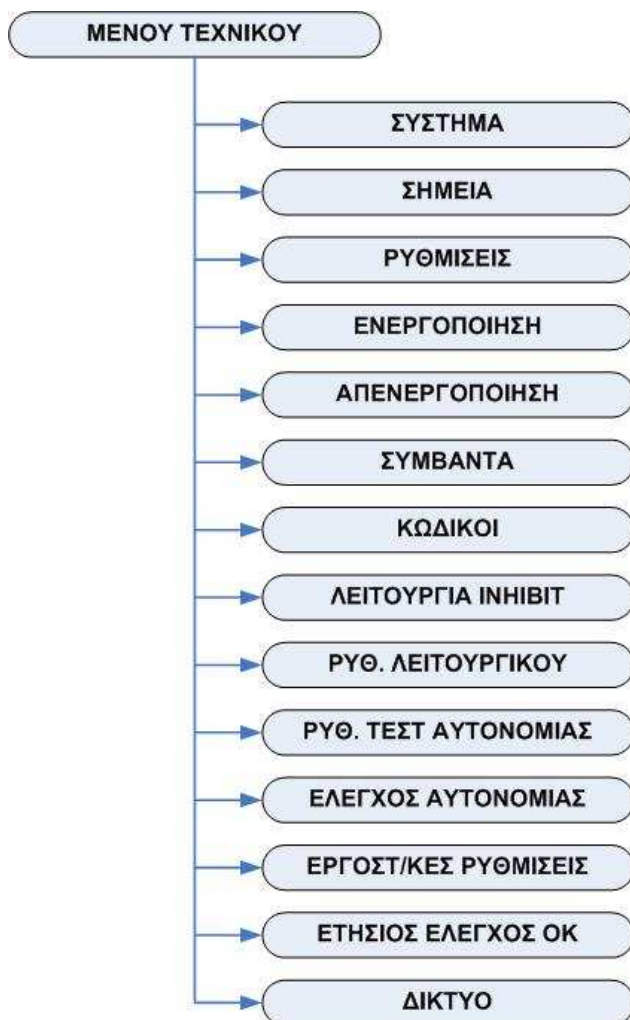 ΜΕΝΟΥ ΤΕΧΝΙΚΟΥ
ΣΥΣΤΗΜΑ
ΣΗΜΕΙΑ
ΡΥΘΜΙΣΕΙΣ
ΕΝΕΡΓΟΠΟΙΗΣΗ
ΑΠΕΝΕΡΓΟΠΟΙΗΣΗ
ΣΥΜΒΑΝΤΑ
ΚΩΔΙΚΟΙ
ΛΕΙΤΟΥΡΓΙΑ INHIBIT
ΡΥΘ. ΛΕΙΤΟΥΡΓΙΚΟΥ
ΡΥΘ. ΤΕΣΤ ΑΥΤΟΝΟΜΙΑΣ
ΕΛΕΓΧΟΣ ΑΥΤΟΝΟΜΙΑΣ
ΕΡΓΟΣΤ/ΚΕΣ ΡΥΘΜΙΣΕΙΣ
ΕΤΗΣΙΟΣ ΕΛΕΓΧΟΣ ΟΚ
ΔΙΚΤΥΟ